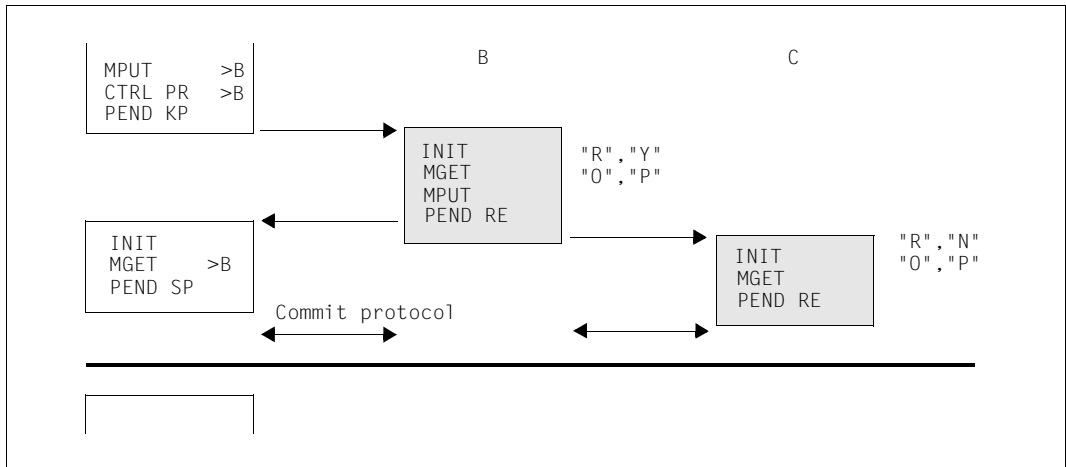 B
C
MPUT >B
CTRL PR >B
PEND KP
INIT
MGET
MPUT
PEND RE
"R","Y"
"O","P"
INIT
MGET >B
PEND SP
INIT
MGET
PEND RE
"R","N"
"O","P"
Commit protocol